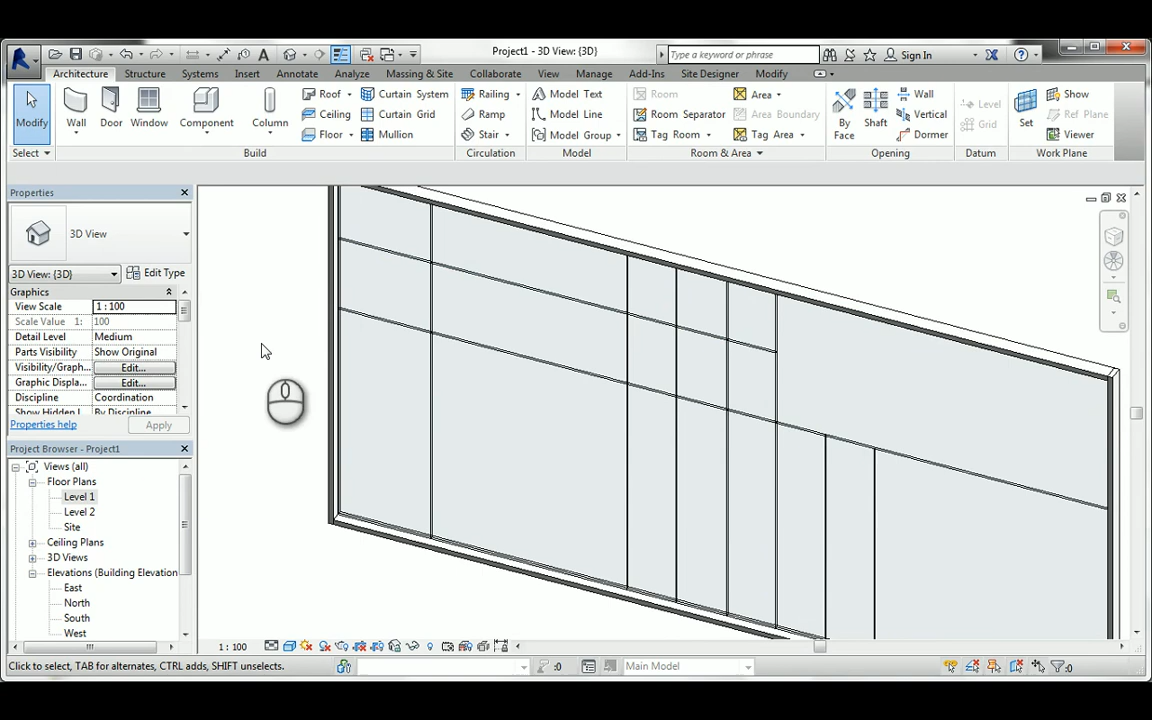 Project1 - 3D View: {3D}
Type a keyword or phrase
Sign In
Architecture Structure Systems Insert Annotate Analyze Massing & Site Collaborate View Manage Add-Ins Site Designer Modify
Modify
Wall
Door
Window
Component
Column
Roof
Ceiling
Floor
Curtain System
Curtain Grid
Mullion
Railing
Ramp
Stair
Model Text
Model Line
Model Group
Room
Room Separator
Tag Room
Area
Area Boundary
Tag Area
By
Face
Shaft
Wall
Vertical
Dormer
Level
Grid
Set
Show
Ref Plane
Viewer
Select Build Circulation Model Room & Area Opening Datum Work Plane
Properties
3D View
3D View: {3D} Edit Type
Graphics
View Scale 1 : 100
Scale Value 1: 100
Detail Level Medium
Parts Visibility Show Original
Visibility/Graph... Edit...
Graphic Displa... Edit...
Discipline Coordination
Show Hidden L... By Discipline
Properties help Apply
Project Browser - Project1
Views (all)
Floor Plans
Level 1
Level 2
Site
Ceiling Plans
3D Views
Elevations (Building Elevation
East
North
South
West
1 : 100
Click to select, TAB for alternates, CTRL adds, SHIFT unselects.
:0
Main Model
:0